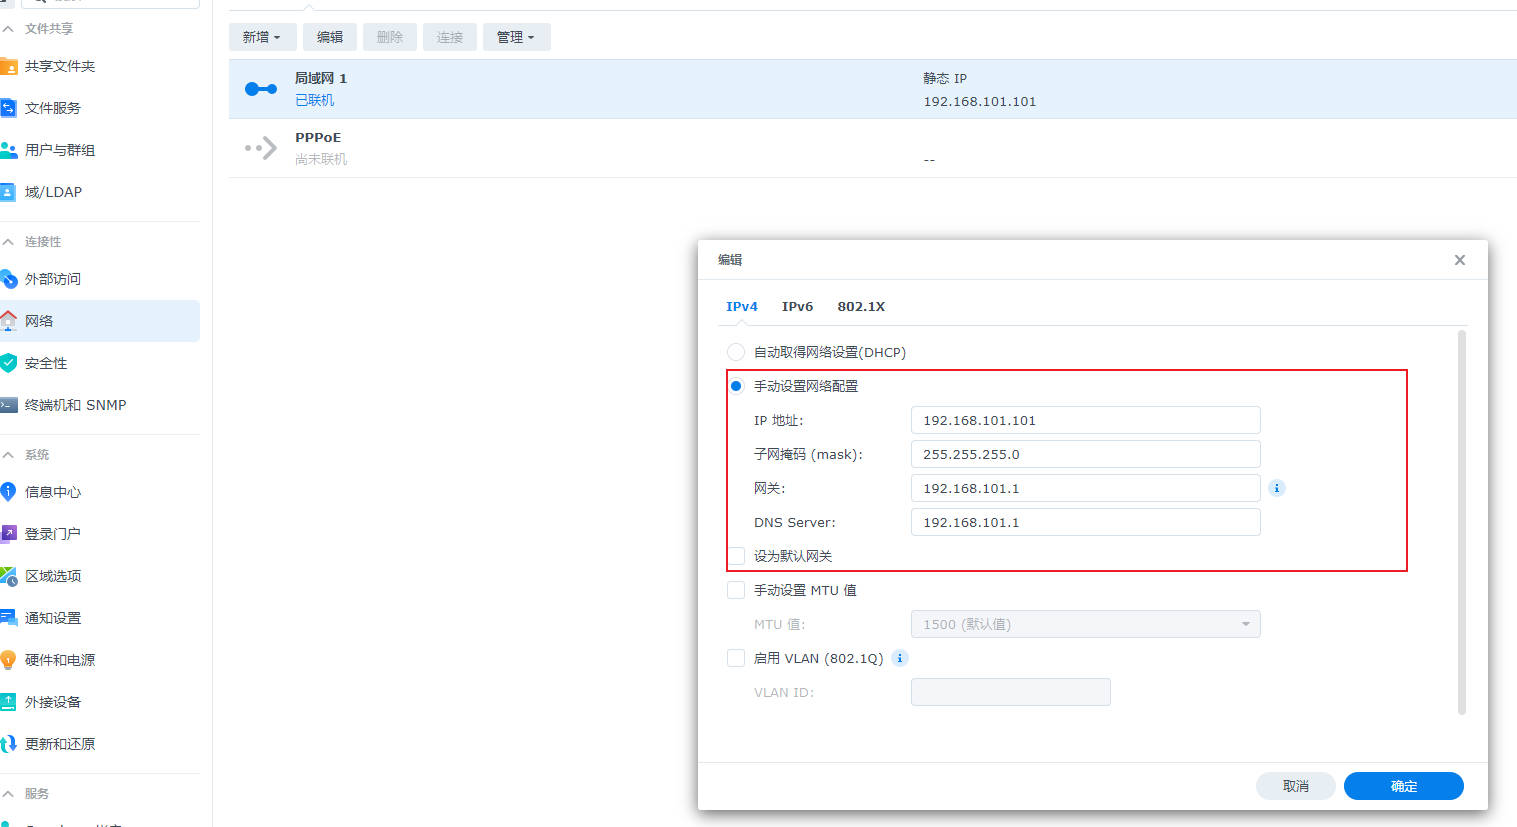 文件共享
共享文件夹
文件服务
用户与群组
域/LDAP
连接性
外部访问
网络
安全性
终端机和 SNMP
系统
信息中心
登录门户
区域选项
通知设置
硬件和电源
外接设备
更新和还原
服务
新增
编辑
删除
连接
管理
局域网 1
已联机
静态 IP
192.168.101.101
PPPoE
尚未联机
--
编辑
IPv4 IPv6 802.1X
自动取得网络设置(DHCP)
手动设置网络配置
IP 地址: 192.168.101.101
子网掩码 (mask): 255.255.255.0
网关: 192.168.101.1
DNS Server: 192.168.101.1
设为默认网关
手动设置 MTU 值
MTU 值: 1500 (默认值)
启用 VLAN (802.1Q)
VLAN ID:
取消
确定